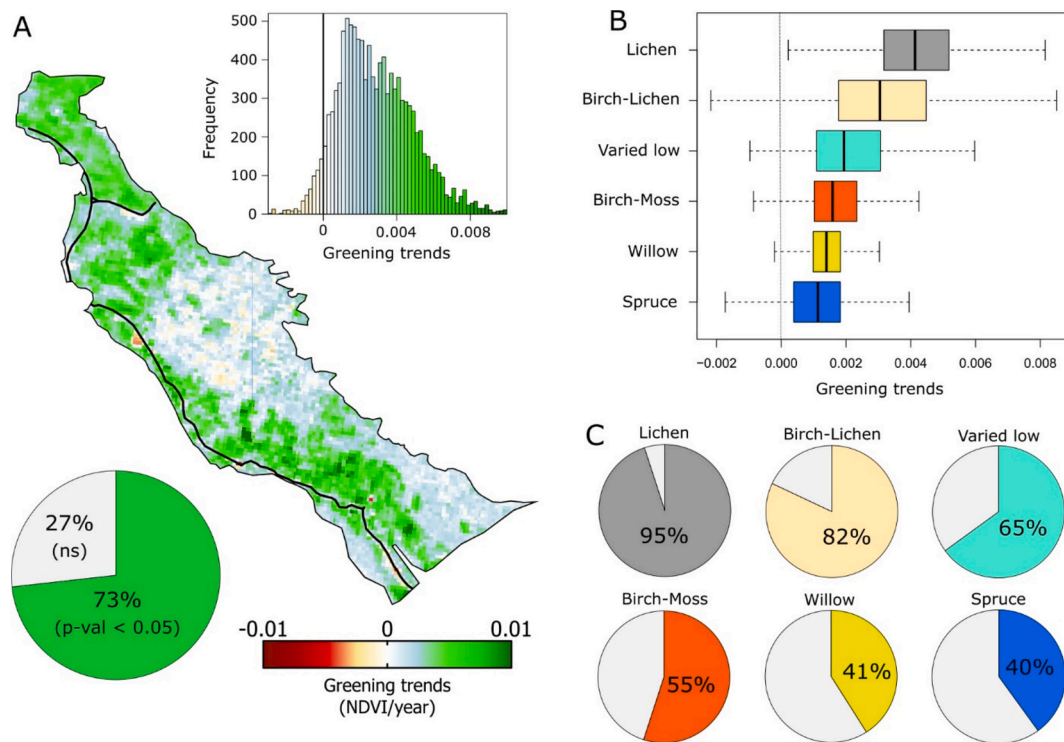 A
Frequency
500
400
300
200
100
0
0 0.004 0.008
Greening trends
27%
(ns)
73%
(p-val < 0.05)
-0.01 0 0.01
Greening trends
(NDVI/year)
B
Lichen
Birch-Lichen
Varied low
Birch-Moss
Willow
Spruce
−0.002 0.000 0.002 0.004 0.006 0.008
Greening trends
C
Lichen Birch-Lichen Varied low
95% 82% 65%
Birch-Moss Willow Spruce
55% 41% 40%